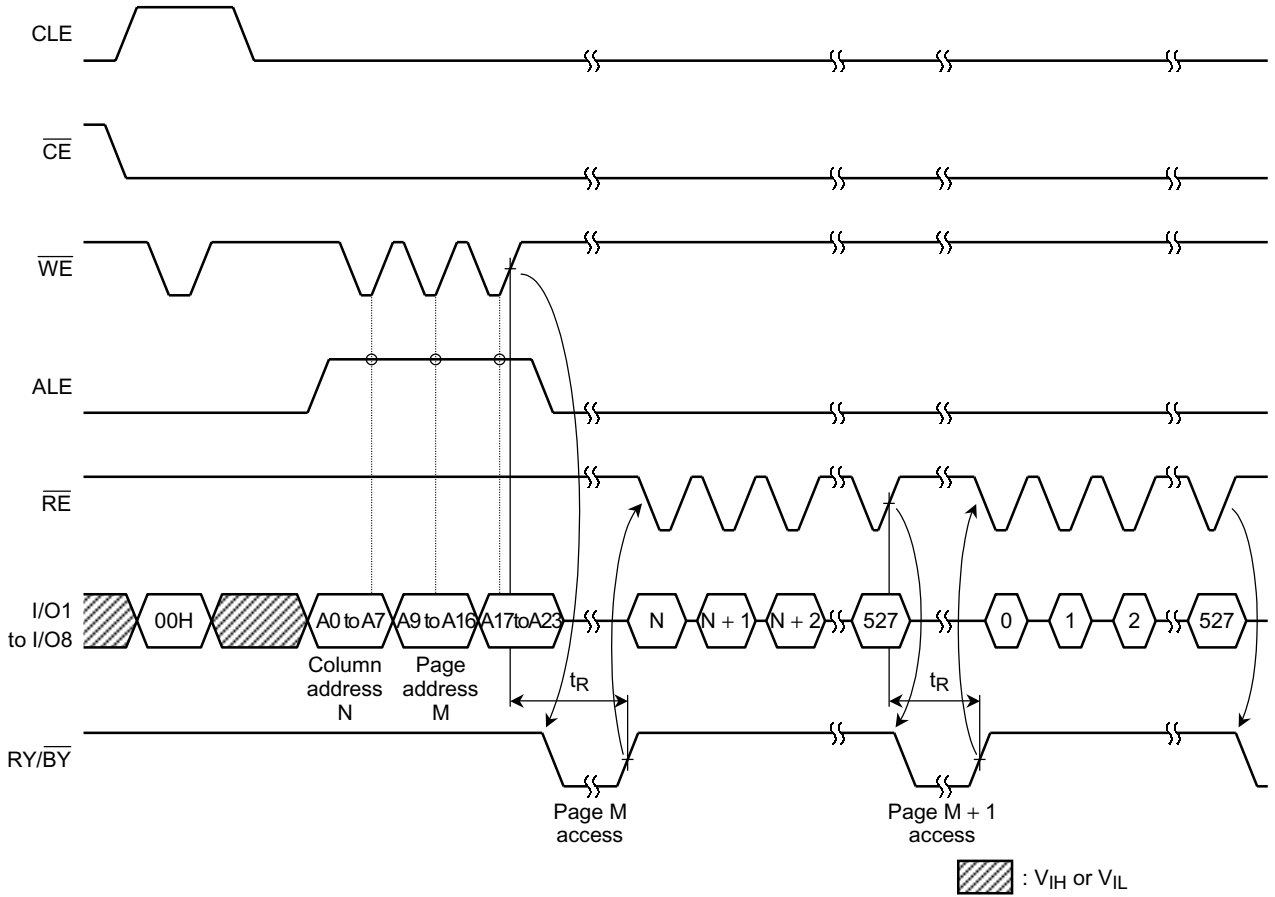 CLE
CE
WE
ALE
RE
I/O1
to I/O8
00H
A0 to A7
A9 to A16
A17 to A23
N
N + 1
N + 2
527
0
1
2
527
Column
address
N
Page
address
M
tR
tR
RY/BY
Page M
access
Page M + 1
access
: VIH or VIL